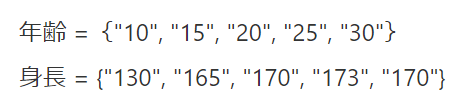 年齢 = {"10", "15", "20", "25", "30"}
身長 = {"130", "165", "170", "173", "170"}